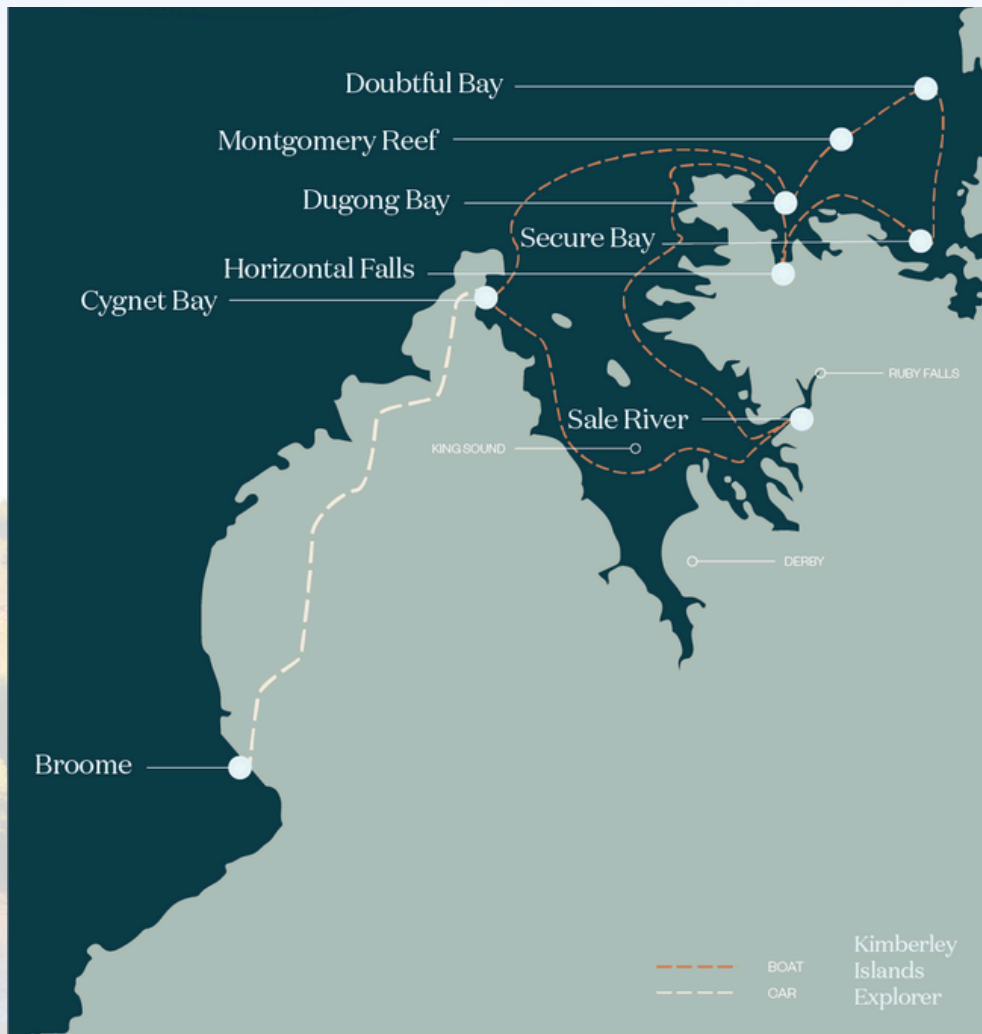 Doubtful Bay
Montgomery Reef
Dugong Bay
Secure Bay
Horizontal Falls
Cygnet Bay
RUBY FALLS
Sale River
KING SOUND
DERBY
Broome
BOAT
CAR
Kimberley
Islands
Explorer